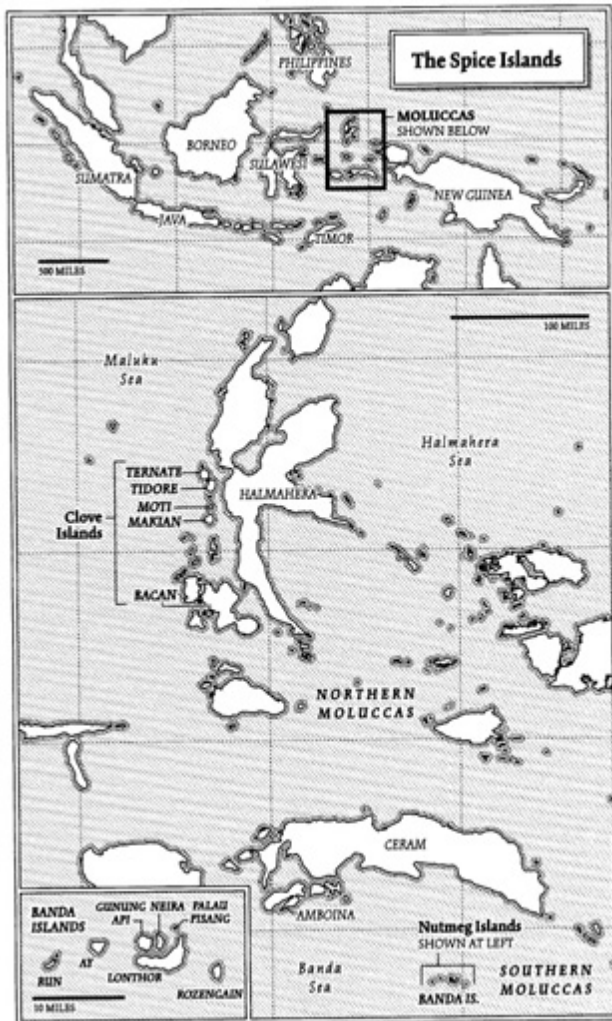 The Spice Islands
PHILIPPINES
MOLUCCAS
SHOWN BELOW
BORNEO
SULAWESI
SUMATRA
NEW GUINEA
JAVA
TIMOR
500 MILES
100 MILES
Maluku
Sea
Halmahera
Sea
TERNATE
TIDORE
MOTI
MAKIAN
Clove
Islands
HALMAHERA
BACAN
NORTHERN
MOLUCCAS
CERAM
AMBOINA
BANDA
ISLANDS
GUNUNG
API
NEIRA
PALAU
PISANG
AY
RUN
LONTHOR
ROZENGAIN
10 MILES
Nutmeg Islands
SHOWN AT LEFT
Banda
Sea
BANDA IS.
SOUTHERN
MOLUCCAS